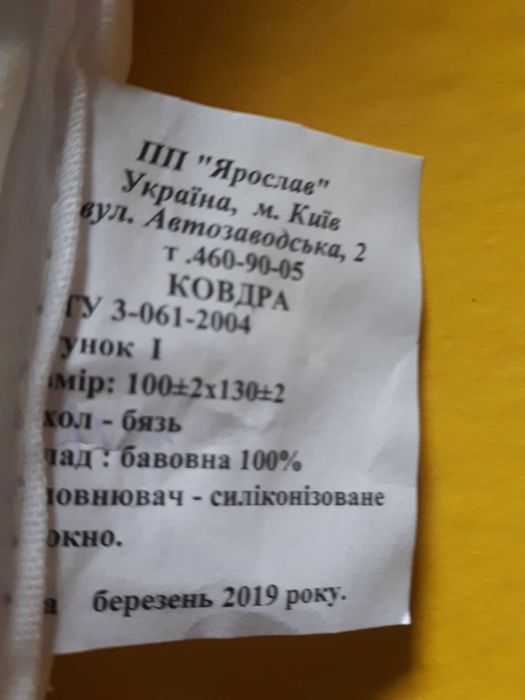 ПП "Ярослав"
Україна, м. Київ
вул. Автозаводська, 2
т .460-90-05
КОВДРА
ТУ 3-061-2004
унок I
мір: 100±2х130±2
хол - бязь
лад : бавовна 100%
овнювач - силіконізоване
окно.
а березень 2019 року.